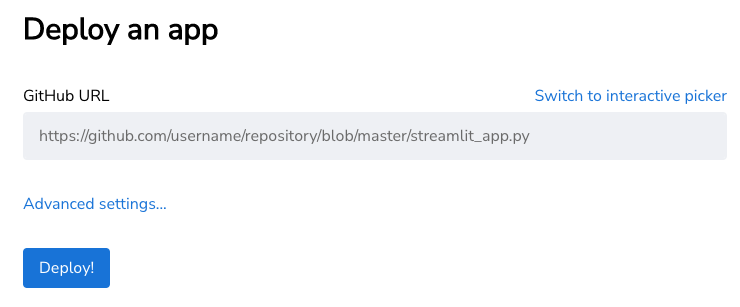 Deploy an app
GitHub URL Switch to interactive picker
https://github.com/username/repository/blob/master/streamlit_app.py
Advanced settings...
Deploy!